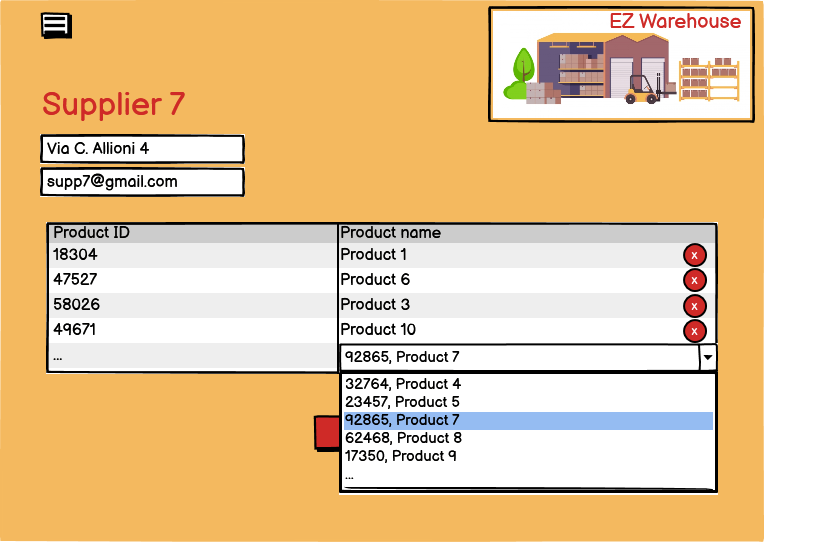 EZ Warehouse
Supplier 7
Via C. Allioni 4
supp7@gmail.com
Product ID Product name
18304 Product 1 x
47527 Product 6 x
58026 Product 3 x
49671 Product 10 x
... 92865, Product 7
32764, Product 4
23457, Product 5
92865, Product 7
62468, Product 8
17350, Product 9
...